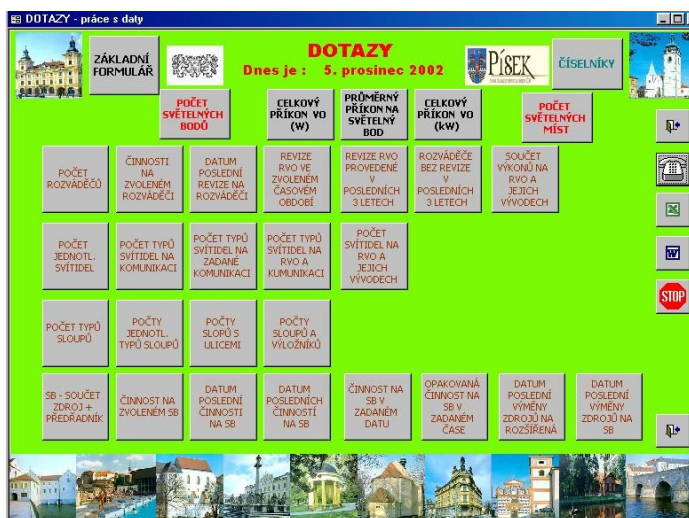 DOTAZY - práce s daty
ZÁKLADNÍ
FORMULÁŘ
DOTAZY
Dnes je : 5. prosinec 2002
PÍSEK
ČÍSELNÍKY
POČET
SVĚTELNÝCH
BODŮ
CELKOVÝ
PŘÍKON VO
(W)
PRŮMĚRNÝ
PŘÍKON NA
SVĚTELNÝ
BOD
CELKOVÝ
PŘÍKON VO
(kW)
POČET
SVĚTELNÝCH
MÍST
POČET
ROZVÁDĚČŮ
ČINNOSTI
NA
ZVOLENÉM
ROZVÁDĚČI
DATUM
POSLEDNÍ
REVIZE NA
ROZVÁDĚČI
REVIZE
RVO VE
ZVOLENÉM
ČASOVÉM
OBDOBÍ
REVIZE RVO
PROVEDENÉ
V
POSLEDNÍCH
3 LETECH
ROZVÁDĚČE
BEZ REVIZE
V
POSLEDNÍCH
3 LETECH
SOUČET
VÝKONŮ NA
RVO A
JEJICH
VÝVODECH
POČET
JEDNOTL.
SVÍTIDEL
POČET TYPŮ
SVÍTIDEL NA
KOMUNIKACI
POČET TYPŮ
SVÍTIDEL NA
ZADANÉ
KOMUNIKACI
POČET TYPŮ
SVÍTIDEL NA
RVO A
KUMUNIKACI
POČET
SVÍTIDEL NA
RVO A
JEJICH
VÝVODECH
STOP
POČET TYPŮ
SLOUPŮ
POČTY
JEDNOTL.
TYPŮ SLOUPŮ
POČTY
SLOPŮ S
ULICEMI
POČTY
SLOUPŮ A
VÝLOŽNÍKŮ
SB - SOUČET
ZDROJ +
PŘEDŘADNÍK
ČINNOST NA
ZVOLENÉM SB
DATUM
POSLEDNÍ
ČINNOSTI
NA SB
DATUM
POSLEDNÍCH
ČINNOSTÍ
NA SB
ČINNOST NA
SB V
ZADANÉM
DATU
OPAKOVANÁ
ČINNOST NA
SB V
ZADANÉM
ČASE
DATUM
POSLEDNÍ
VÝMĚNY
ZDROJŮ NA
ROZŠÍŘENÁ
DATUM
POSLEDNÍ
VÝMĚNY
ZDROJŮ NA
SB